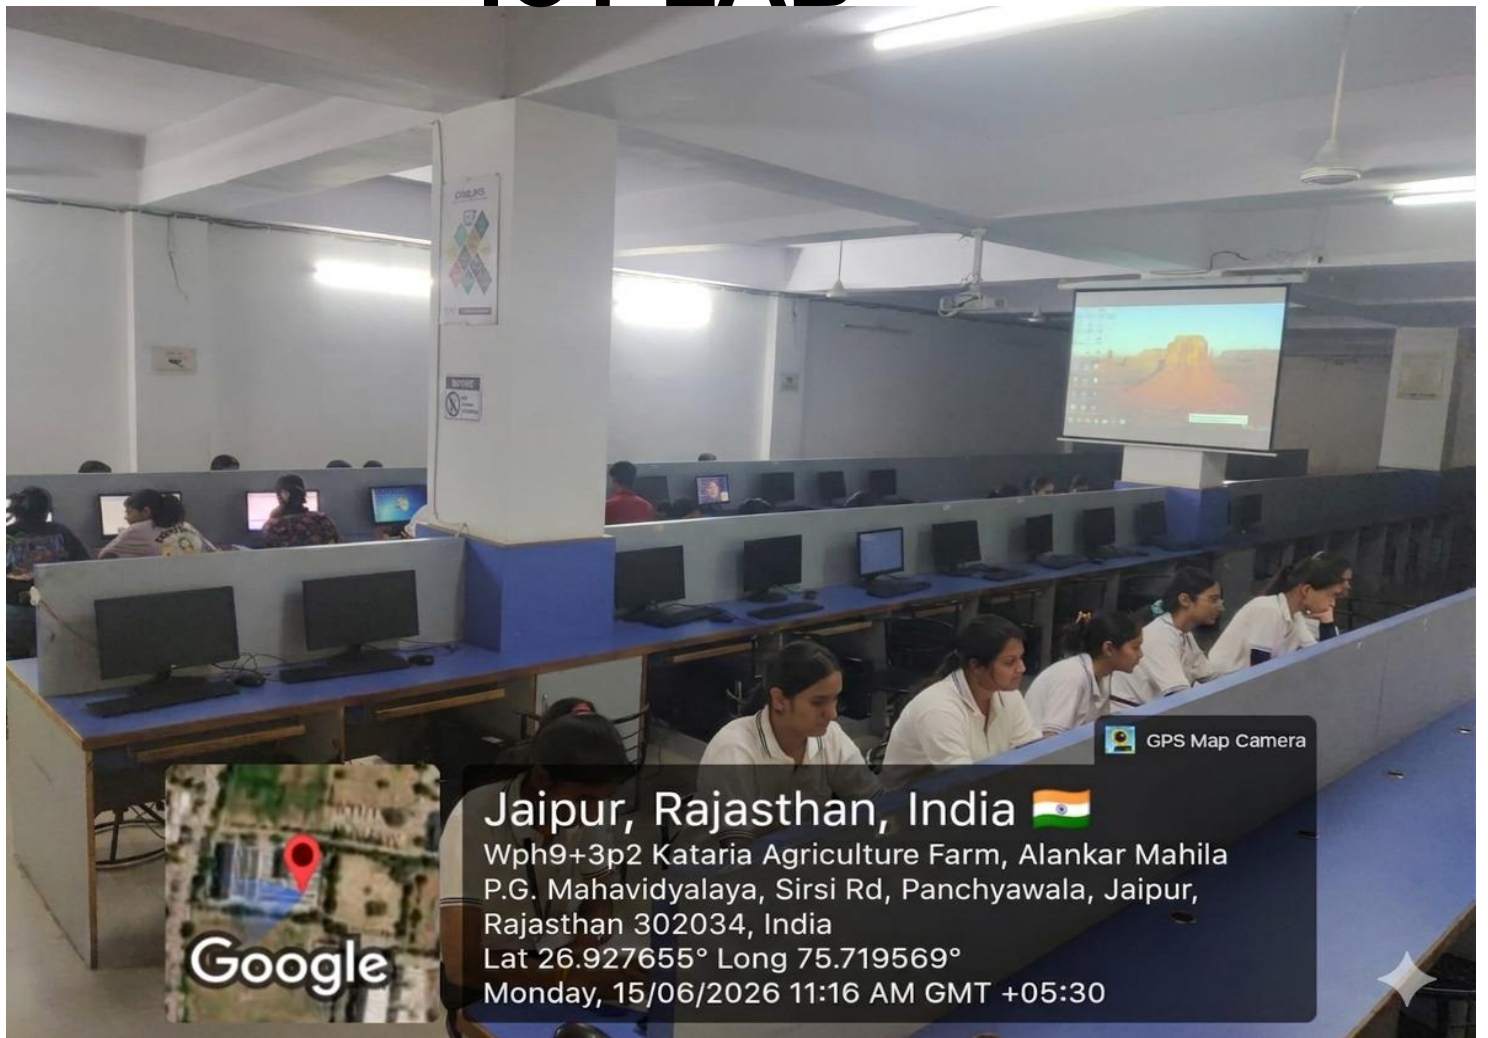 ICT LAB
GPS Map Camera
Jaipur, Rajasthan, India
Wph9+3p2 Kataria Agriculture Farm, Alankar Mahila
P.G. Mahavidyalaya, Sirsi Rd, Panchyawala, Jaipur,
Rajasthan 302034, India
Lat 26.927655° Long 75.719569°
Monday, 15/06/2026 11:16 AM GMT +05:30
Google